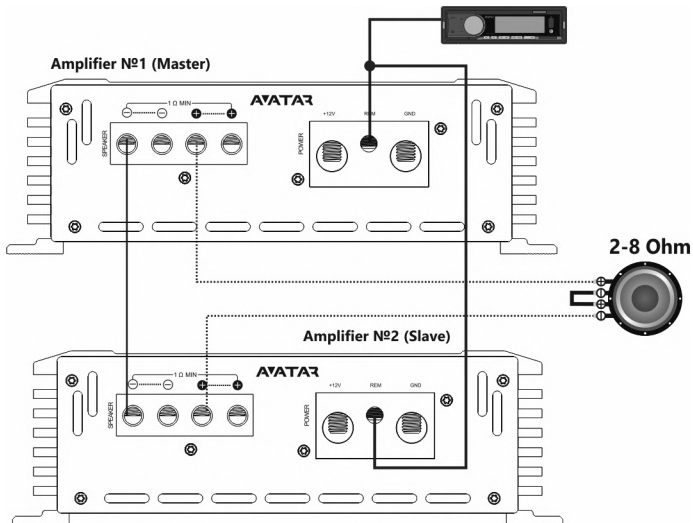 Amplifier №1 (Master)
1 Ω MIN
AVATAR
SPEAKER
POWER
+12V
REM
GND
2-8 Ohm
Amplifier №2 (Slave)
1 Ω MIN
AVATAR
SPEAKER
POWER
+12V
REM
GND